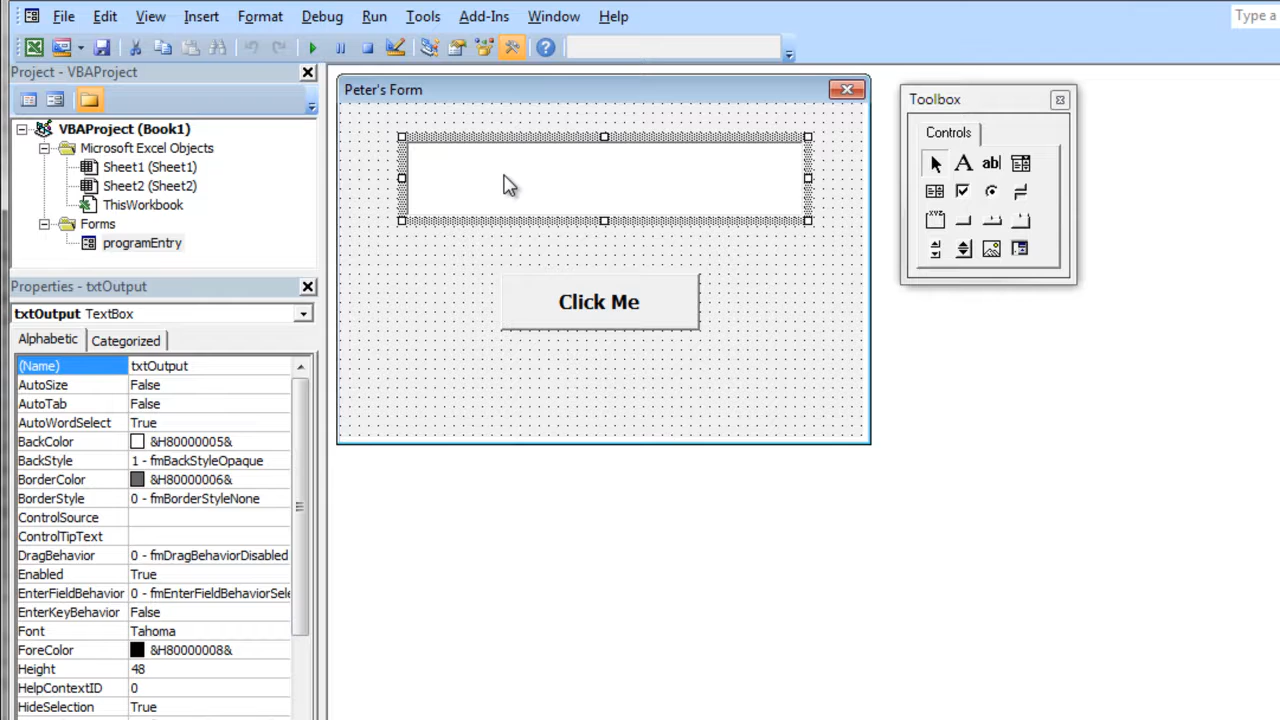 File Edit View Insert Format Debug Run Tools Add-Ins Window Help
Type a
Project - VBAProject
VBAProject (Book1)
Microsoft Excel Objects
Sheet1 (Sheet1)
Sheet2 (Sheet2)
ThisWorkbook
Forms
programEntry
Properties - txtOutput
txtOutput TextBox
Alphabetic Categorized
(Name) txtOutput
AutoSize False
AutoTab False
AutoWordSelect True
BackColor &H80000005&
BackStyle 1 - fmBackStyleOpaque
BorderColor &H80000006&
BorderStyle 0 - fmBorderStyleNone
ControlSource
ControlTipText
DragBehavior 0 - fmDragBehaviorDisabled
Enabled True
EnterFieldBehavior 0 - fmEnterFieldBehaviorSele
EnterKeyBehavior False
Font Tahoma
ForeColor &H80000008&
Height 48
HelpContextID 0
HideSelection True
Peter's Form
Click Me
Toolbox
Controls
A ab|
XYZ